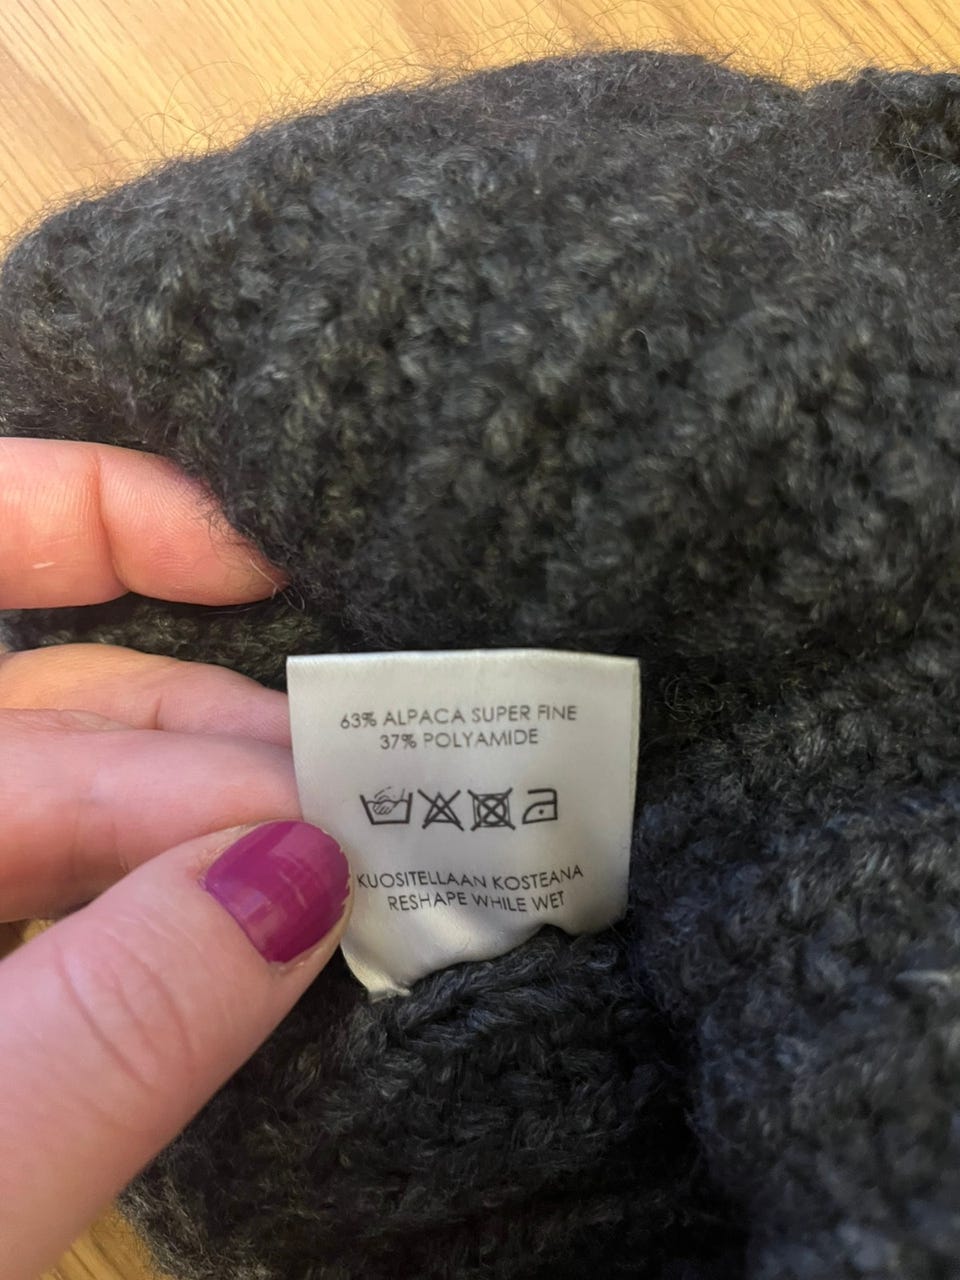 63% ALPACA SUPER FINE
37% POLYAMIDE
KUOSITELLAAN KOSTEANA
RESHAPE WHILE WET